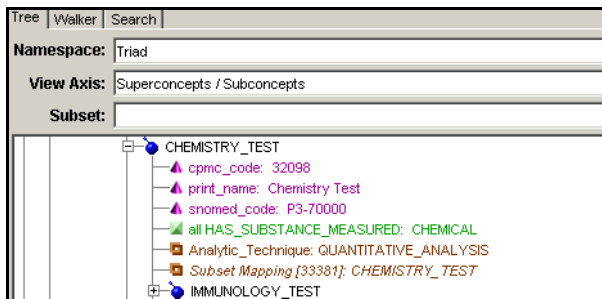 Tree Walker Search
Namespace: Triad
View Axis: Superconcepts / Subconcepts
Subset:
CHEMISTRY_TEST
cpmc_code: 32098
print_name: Chemistry Test
snomed_code: P3-70000
all HAS_SUBSTANCE_MEASURED: CHEMICAL
Analytic_Technique: QUANTITATIVE_ANALYSIS
Subset Mapping [33381]: CHEMISTRY_TEST
IMMUNOLOGY_TEST